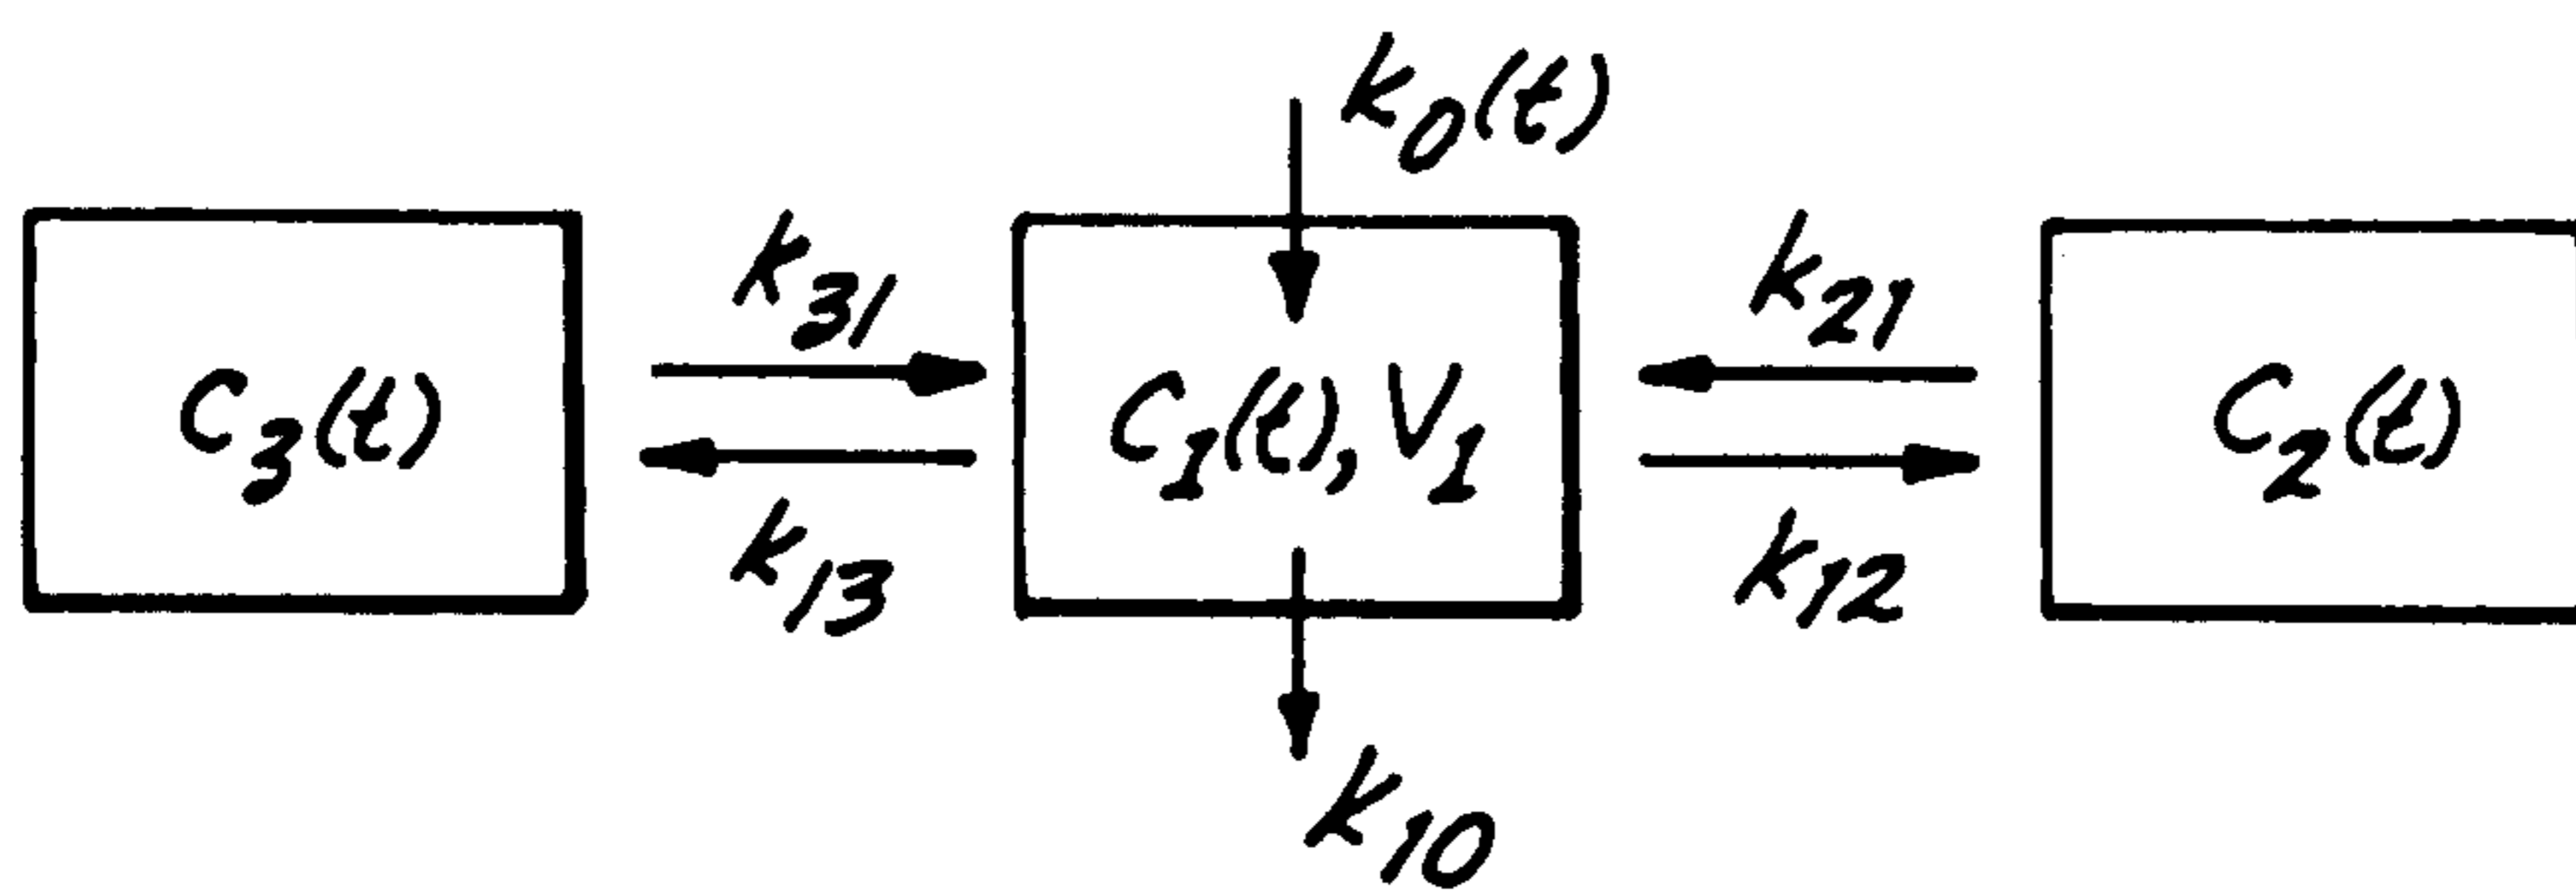 k₀(t)
k₃₁
k₂₁
C₃(t)
C₁(t), V₁
C₂(t)
k₁₃
k₁₂
k₁₀